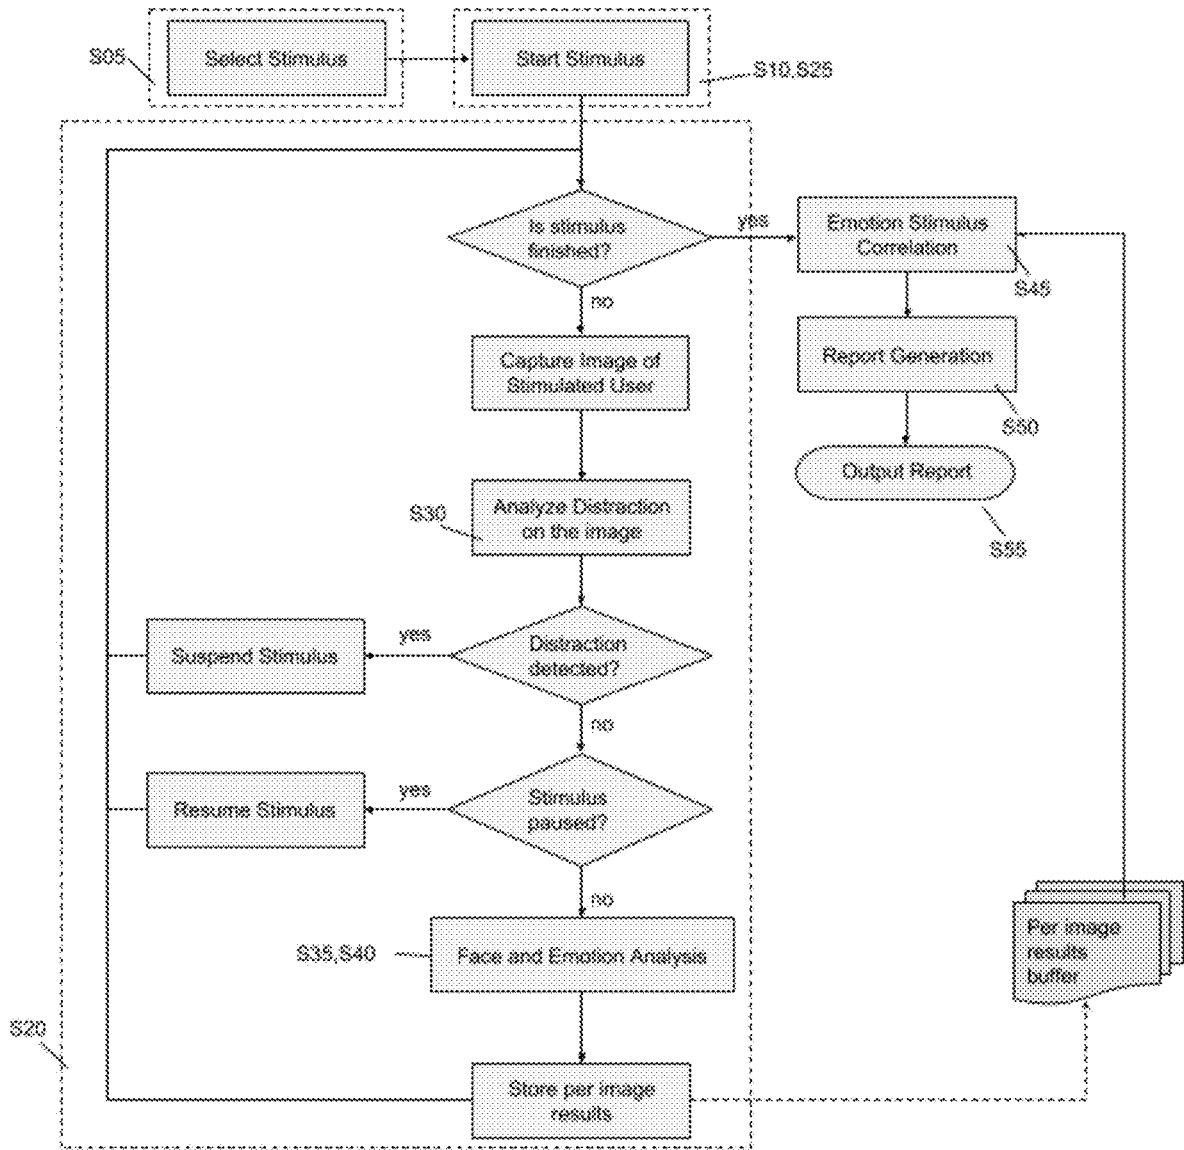 S05
Select Stimulus
Start Stimulus
S10,S25
Is stimulus
finished?
yes
Emotion Stimulus
Correlation
S45
no
Capture Image of
Stimulated User
Report Generation
S50
Output Report
S55
S30
Analyze Distraction
on the image
Suspend Stimulus
yes
Distraction
detected?
no
Resume Stimulus
yes
Stimulus
paused?
no
S35,S40
Face and Emotion Analysis
Per image
results
buffer
S20
Store per image
results